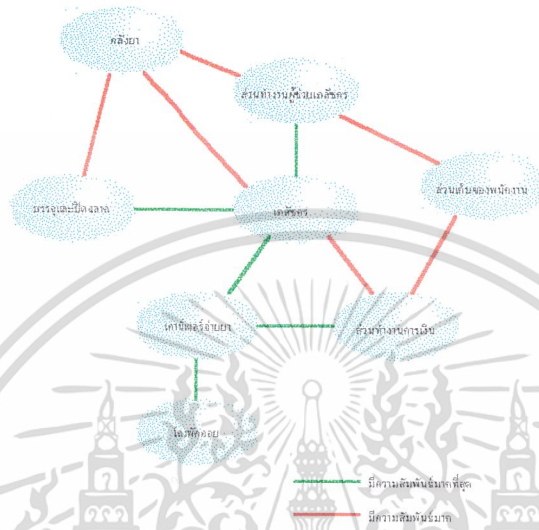 คลังยา
ส่วนทำงานผู้ช่วยเภสัชกร
ส่วนเก็บของพนักงาน
บรรจุและปิดฉลาก
เภสัชกร
เคาน์เตอร์จ่ายยา
ส่วนทำงานการเงิน
โถงพักคอย
มีความสัมพันธ์มากที่สุด
มีความสัมพันธ์มาก